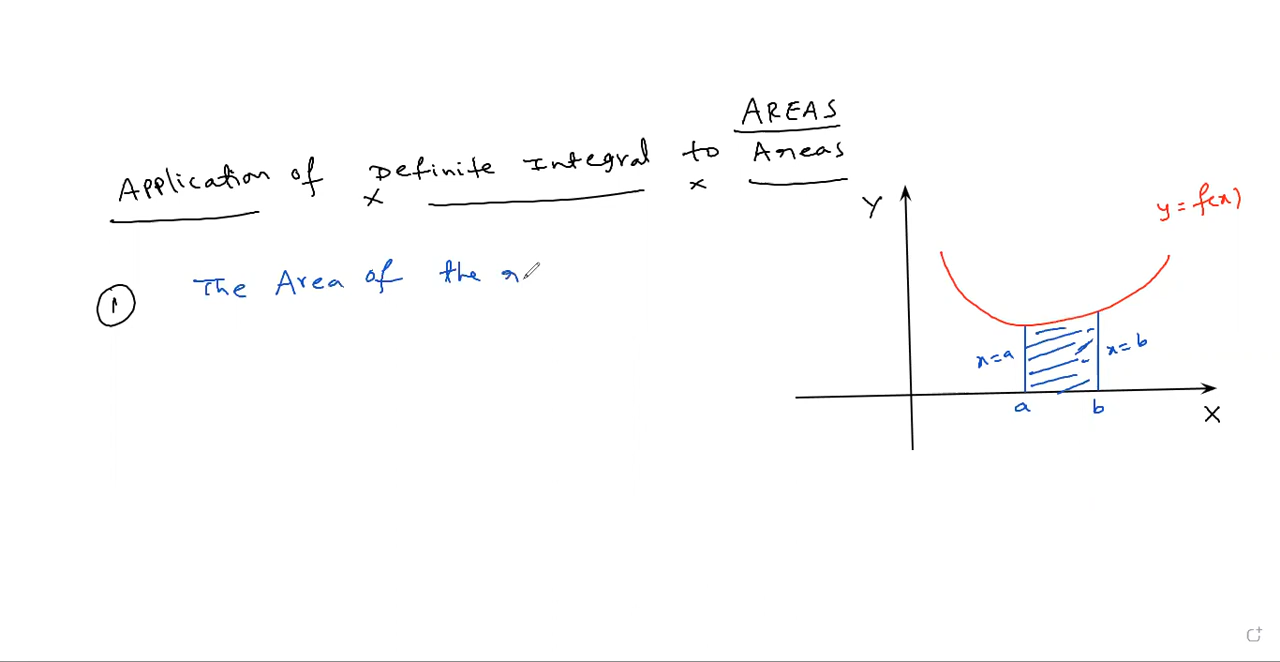 AREAS
Application of Definite Integral to Areas
x x
Y
y = f(x)
1 The Area of the
x=a
x=b
a b
X